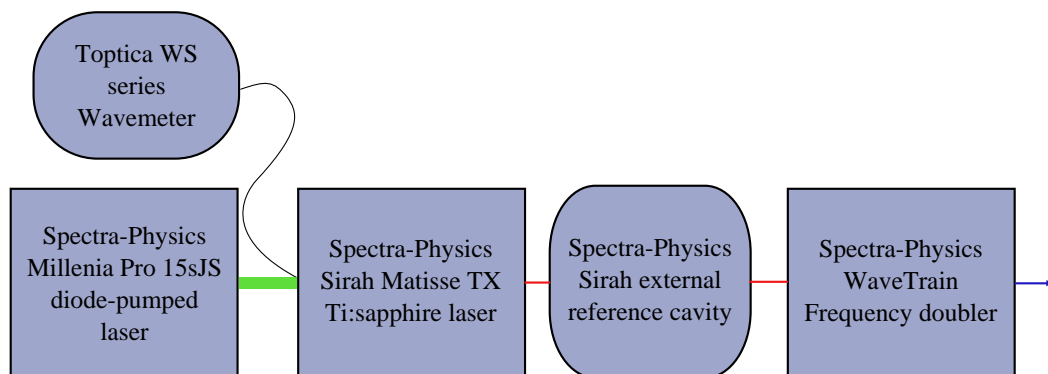 Toptica WS
series
Wavemeter
Spectra-Physics
Millenia Pro 15sJS
diode-pumped
laser
Spectra-Physics
Sirah Matisse TX
Ti:sapphire laser
Spectra-Physics
Sirah external
reference cavity
Spectra-Physics
WaveTrain
Frequency doubler